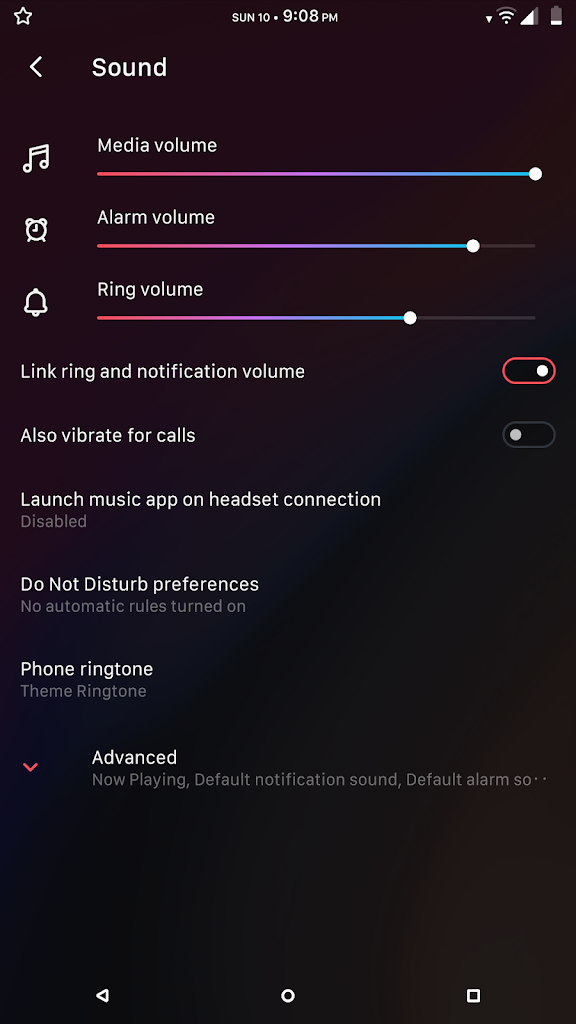 SUN 10 • 9:08 PM
Sound
Media volume
Alarm volume
Ring volume
Link ring and notification volume
Also vibrate for calls
Launch music app on headset connection
Disabled
Do Not Disturb preferences
No automatic rules turned on
Phone ringtone
Theme Ringtone
Advanced
Now Playing, Default notification sound, Default alarm so··